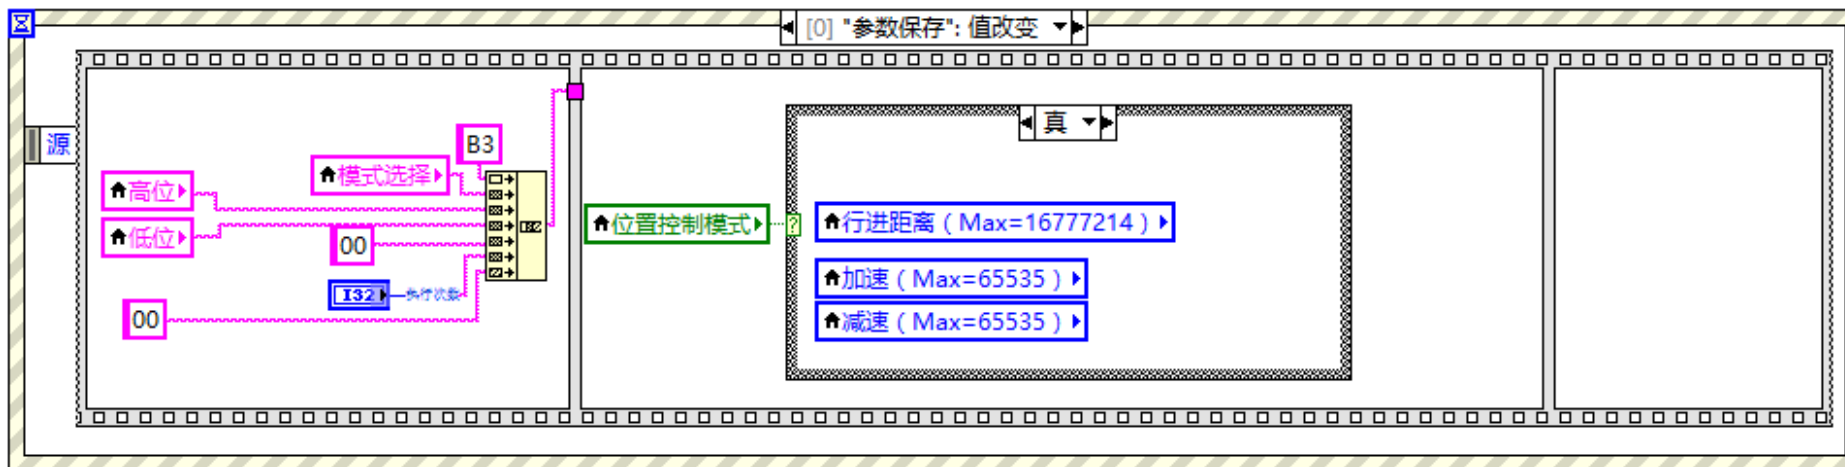 [0] "参数保存": 值改变
源
B3
模式选择
高位
低位
00
I32
执行次数
00
真
位置控制模式
?
行进距离（Max=16777214）
加速（Max=65535）
减速（Max=65535）